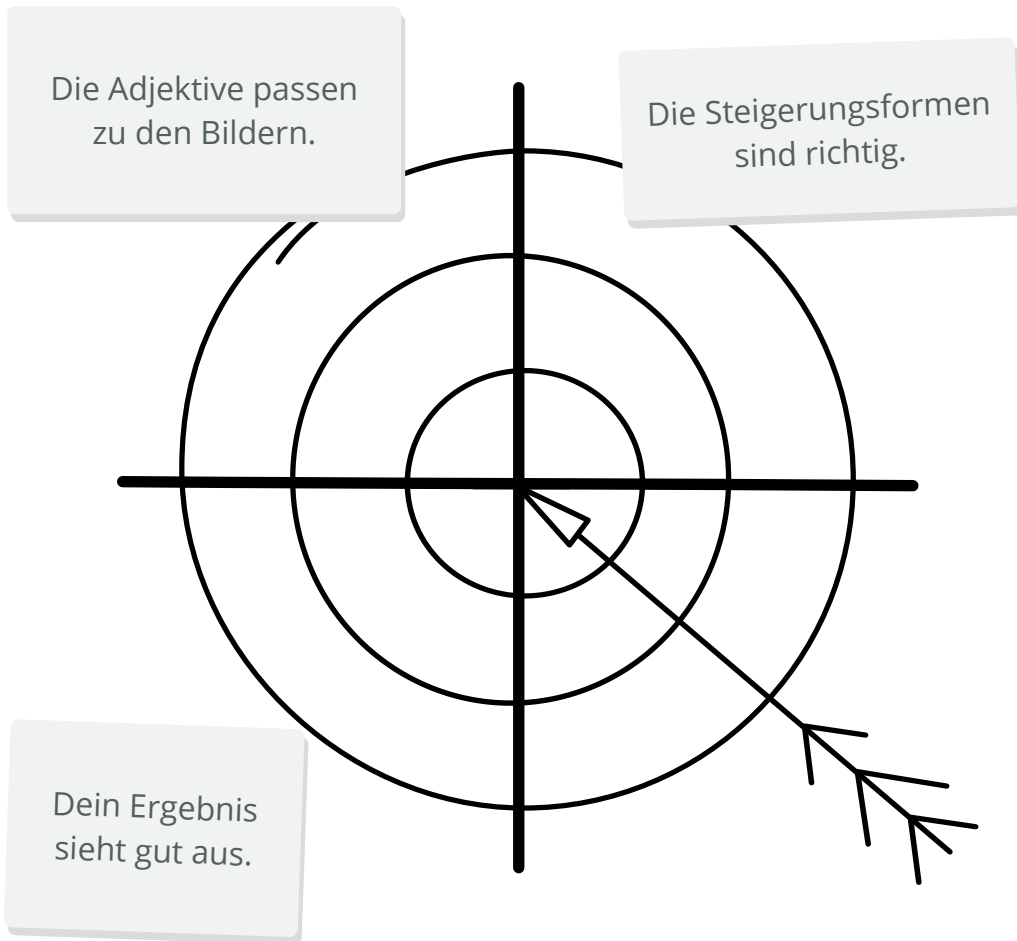 Die Adjektive passen
zu den Bildern.
Die Steigerungsformen
sind richtig.
Dein Ergebnis
sieht gut aus.